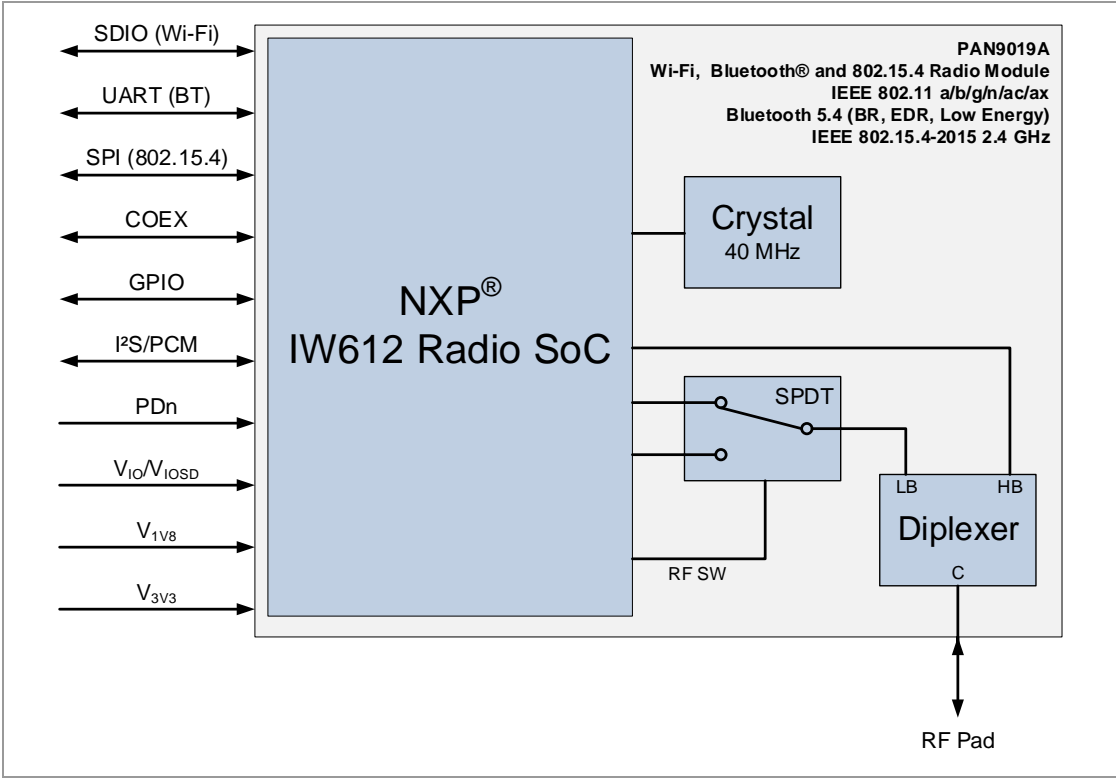 SDIO (Wi-Fi)
UART (BT)
SPI (802.15.4)
COEX
GPIO
I²S/PCM
PDn
VIO/VIOSD
V1V8
V3V3
NXP®
IW612 Radio SoC
PAN9019A
Wi-Fi, Bluetooth® and 802.15.4 Radio Module
IEEE 802.11 a/b/g/n/ac/ax
Bluetooth 5.4 (BR, EDR, Low Energy)
IEEE 802.15.4-2015 2.4 GHz
Crystal
40 MHz
SPDT
RF SW
LB HB
Diplexer
C
RF Pad